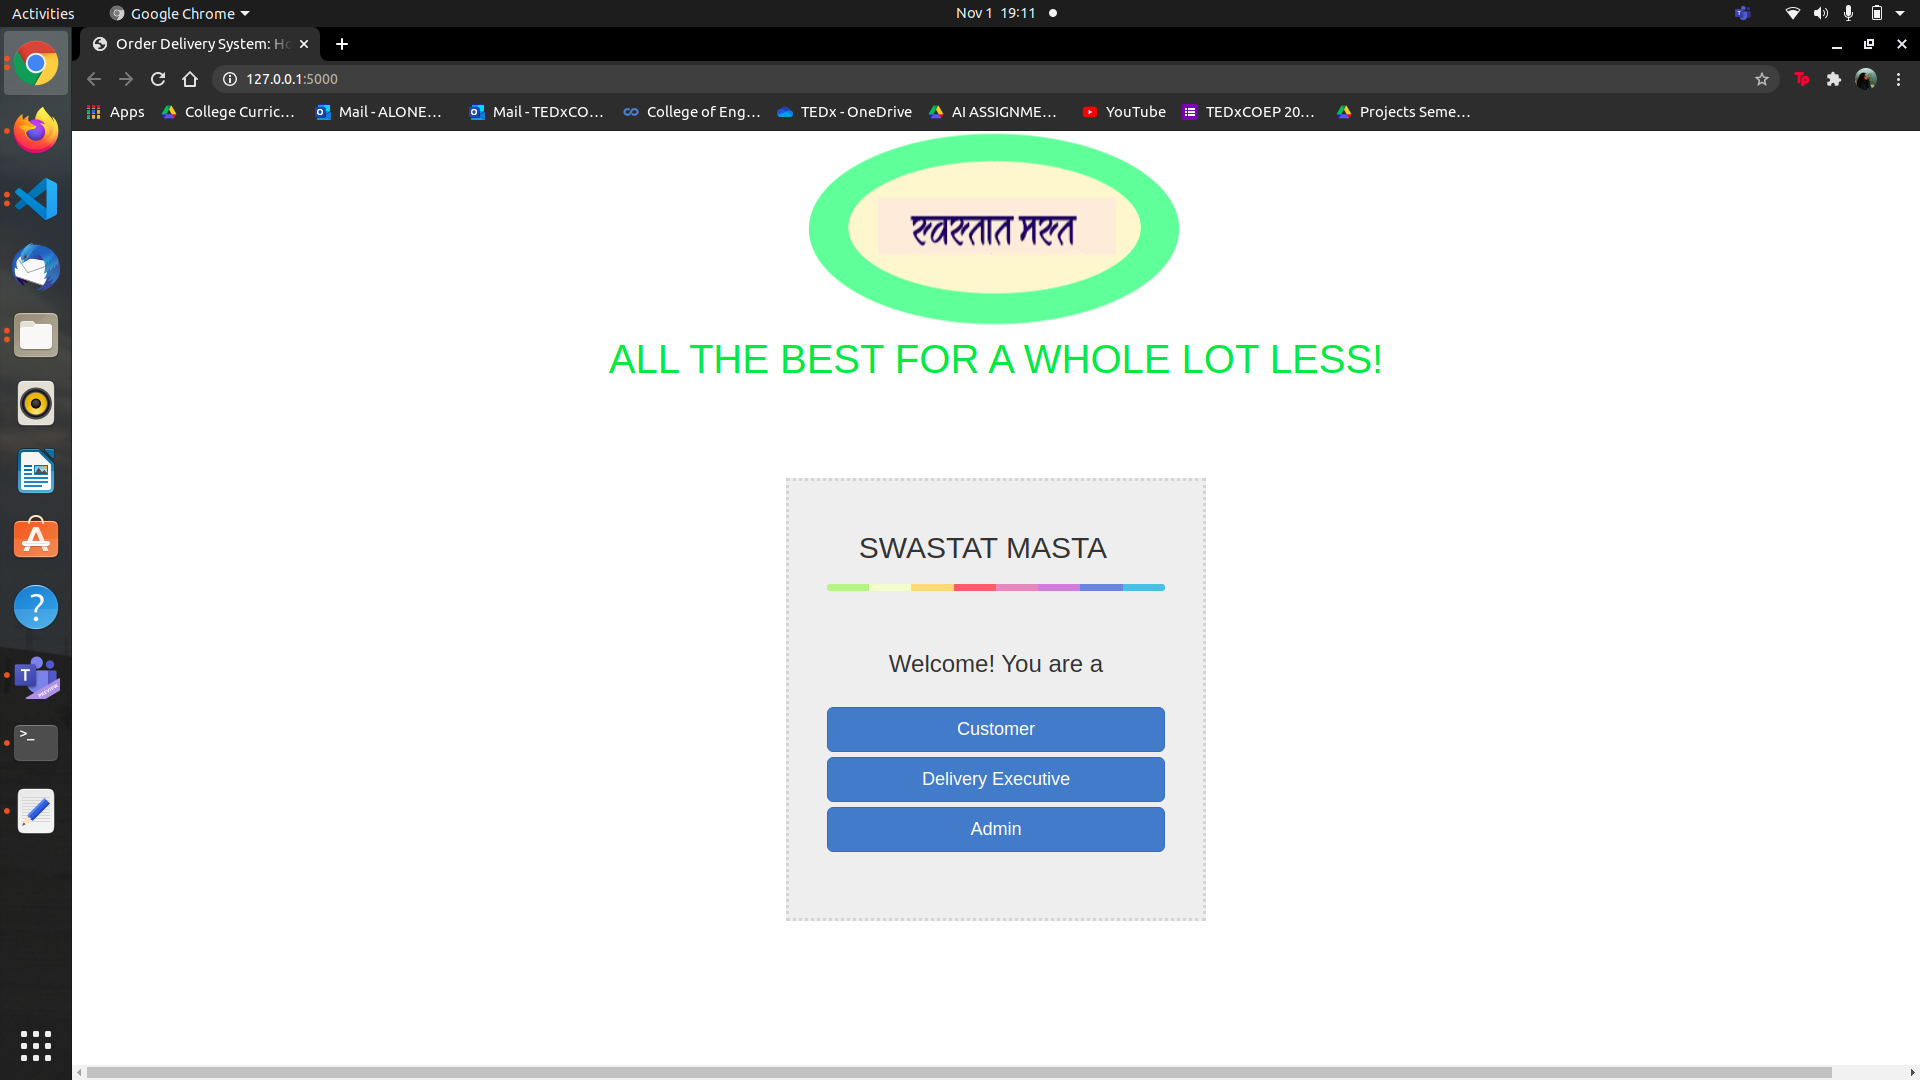 Activities
Google Chrome
Nov 1 19:11
Order Delivery System: Ho
127.0.0.1:5000
Apps
College Curric…
Mail - ALONE…
Mail - TEDxCO…
College of Eng…
TEDx - OneDrive
AI ASSIGNME…
YouTube
TEDxCOEP 20…
Projects Seme…
स्वस्तात मस्त
ALL THE BEST FOR A WHOLE LOT LESS!
SWASTAT MASTA
Welcome! You are a
Customer
Delivery Executive
Admin